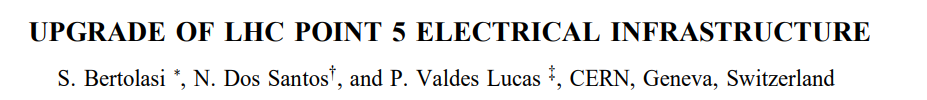 UPGRADE OF LHC POINT 5 ELECTRICAL INFRASTRUCTURE
S. Bertolasi *, N. Dos Santos†, and P. Valdes Lucas ‡, CERN, Geneva, Switzerland